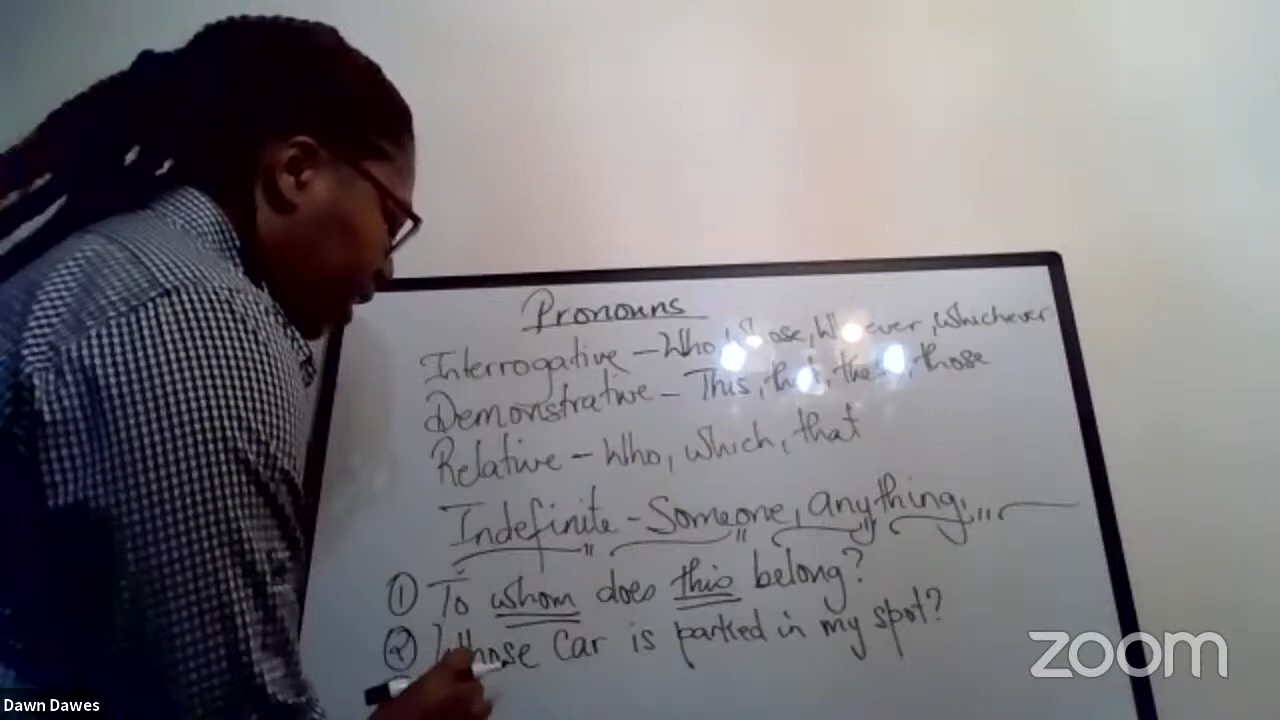 Pronouns
Interrogative - Who, Whose, Whoever, Whichever
Demonstrative - This, that, these, those
Relative - Who, which, that
Indefinite - Someone, anything,
① To whom does this belong?
② Whose Car is parked in my spot?
zoom
Dawn Dawes